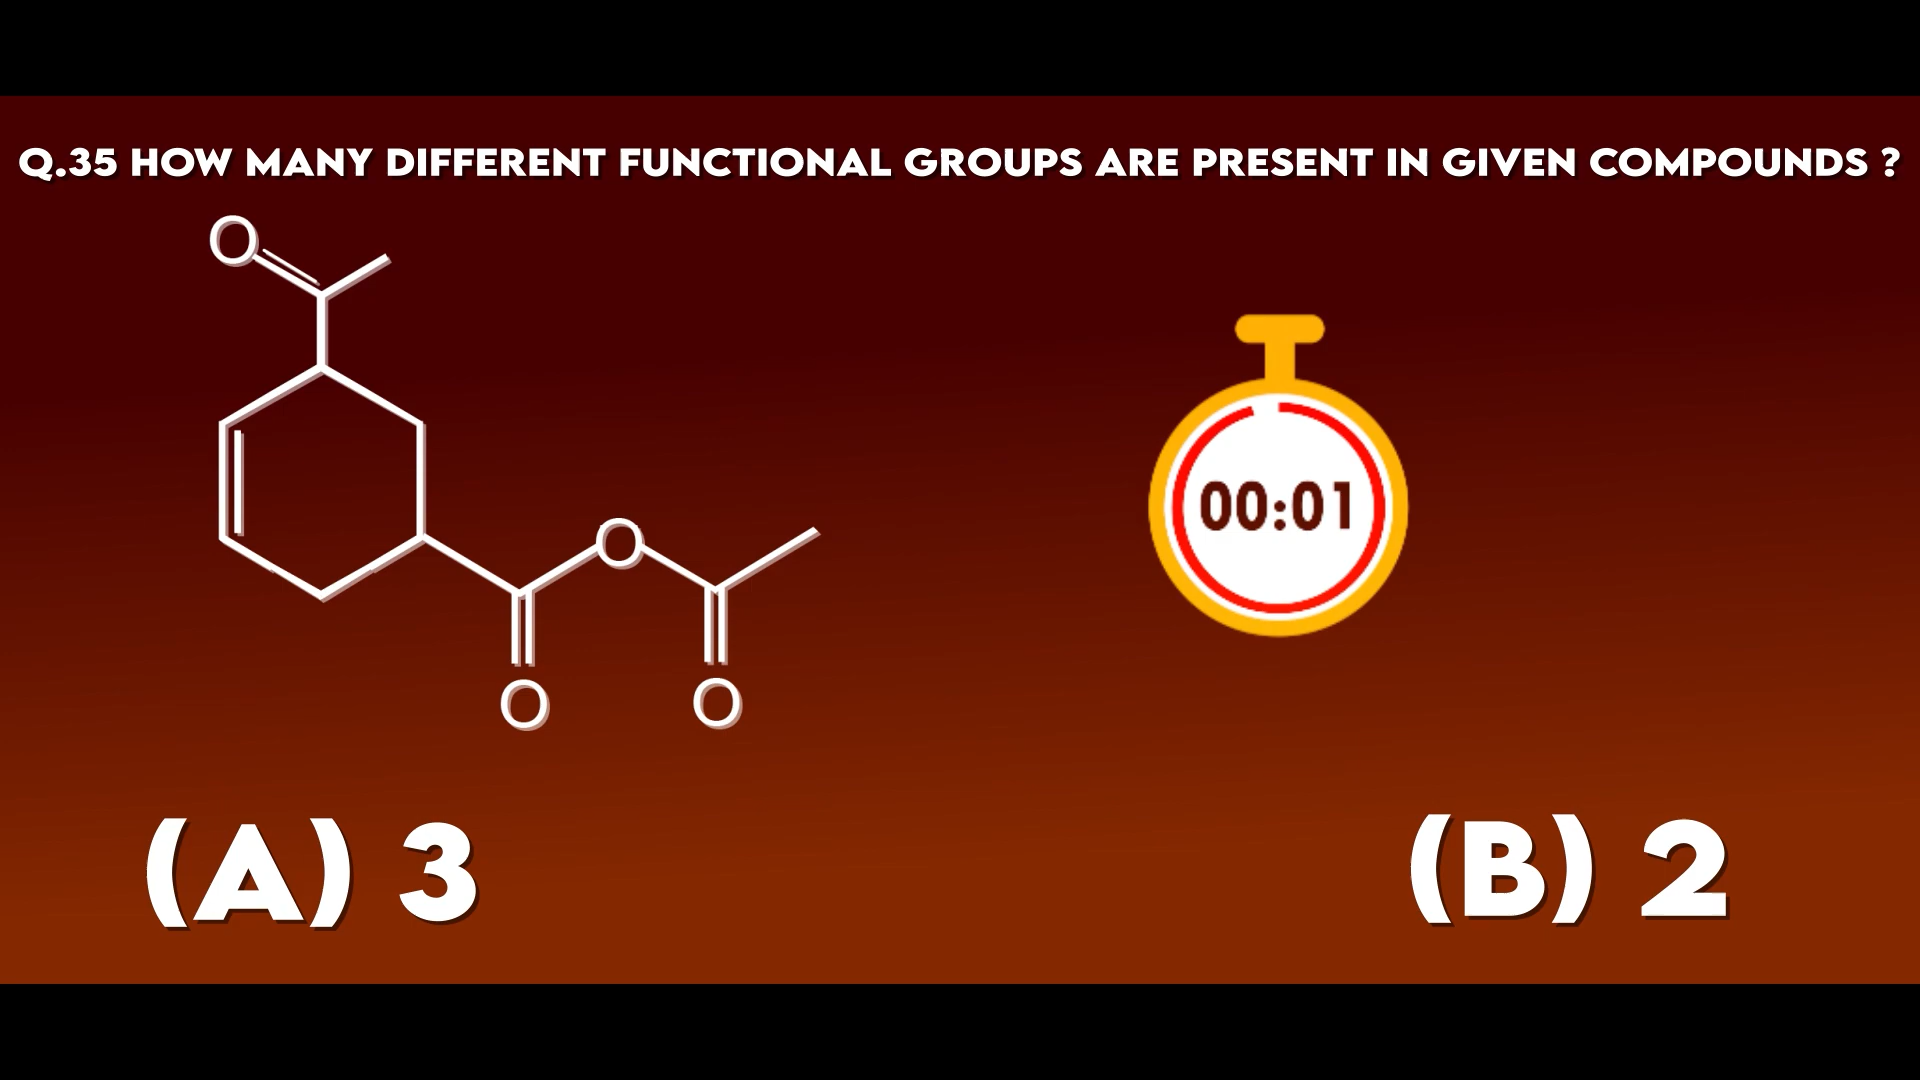 Q.35 HOW MANY DIFFERENT FUNCTIONAL GROUPS ARE PRESENT IN GIVEN COMPOUNDS ?
O
00:01
O
O
O
(A) 3
(B) 2